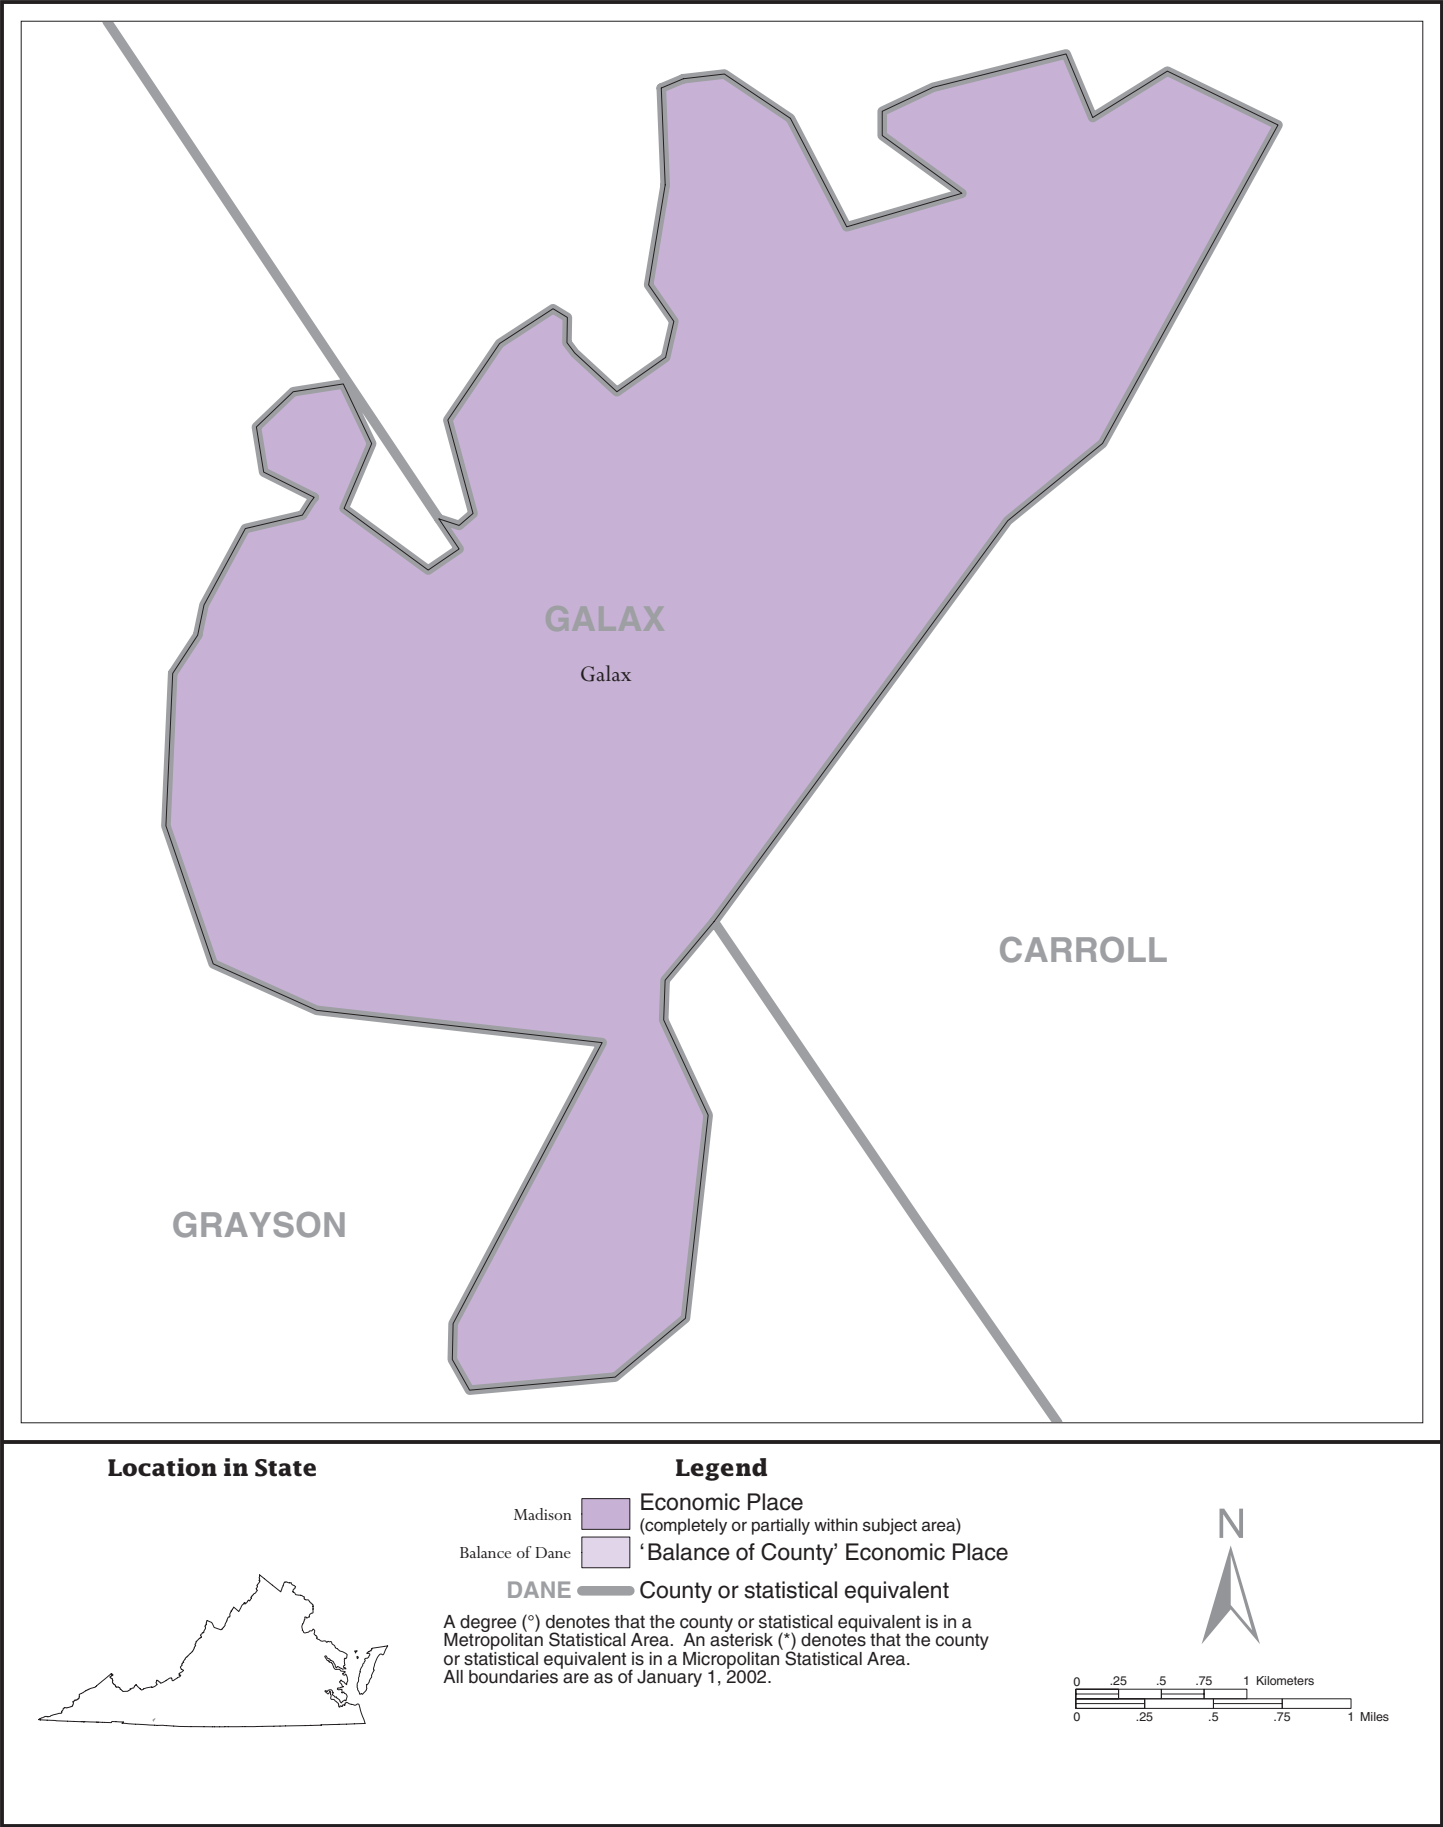 GALAX
Galax
CARROLL
GRAYSON
Location in State
Legend
Madison
Economic Place
(completely or partially within subject area)
Balance of Dane
‘Balance of County’ Economic Place
DANE
County or statistical equivalent
A degree (°) denotes that the county or statistical equivalent is in a
Metropolitan Statistical Area.  An asterisk (*) denotes that the county
or statistical equivalent is in a Micropolitan Statistical Area.
All boundaries are as of January 1, 2002.
N
0 .25 .5 .75 1 Kilometers
0 .25 .5 .75 1 Miles